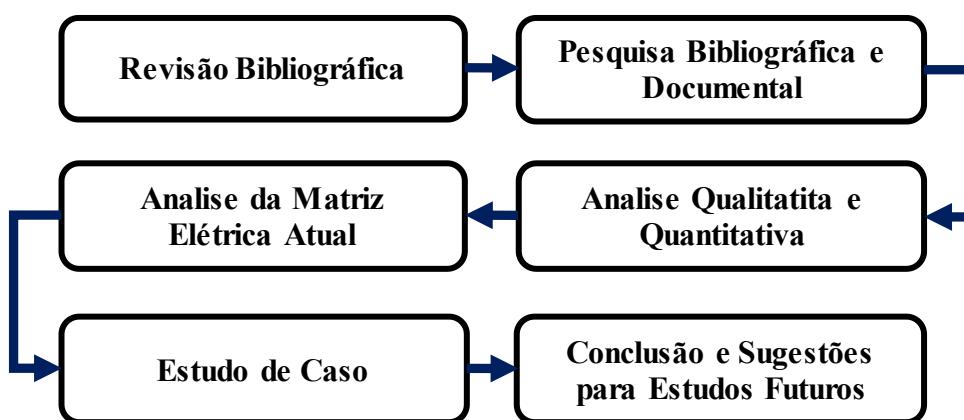 Revisão Bibliográfica
Pesquisa Bibliográfica e
Documental
Analise da Matriz
Elétrica Atual
Analise Qualitatita e
Quantitativa
Estudo de Caso
Conclusão e Sugestões
para Estudos Futuros